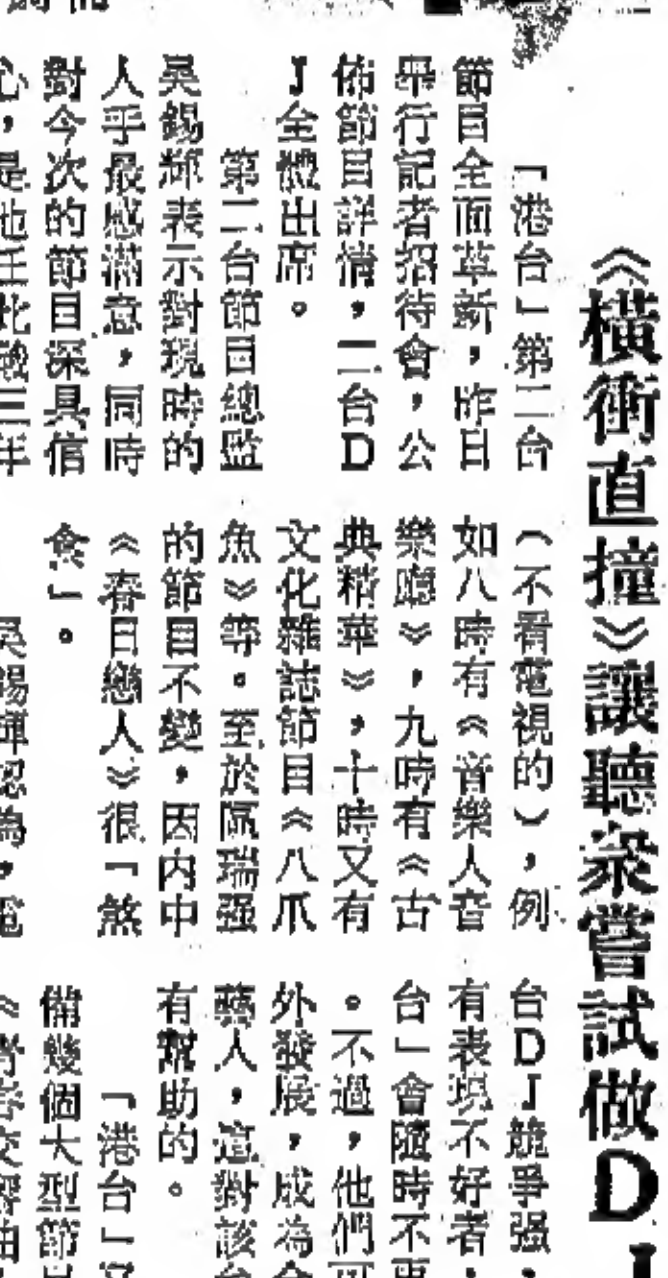 《橫衝直撞》讓聽衆嘗試做DJ
「港台」第二台
節目全面革新，昨日
舉行記者招待會，公
佈節目詳情，二台D
J全體出席。
第二台節目總監
吳錫輝表示對現時的
人手最感滿意，同時
對今次的節目深具信
心，是他任此職三年
（不看電視的），例
如八時有《音樂人音
樂廳》，九時有《古
典精華》，十時又有
文化雜誌節目《八爪
魚》等。至於區瑞强
的節目不變，因內中
《春日戀人》很「煞
食」。
吳錫輝認為，電
台DJ競爭强，
有表現不好者，
台」會隨時不再
。不過，他們可
外發展，成為全
藝人，這對該台
有幫助的。
「港台」
備幾個大型節目